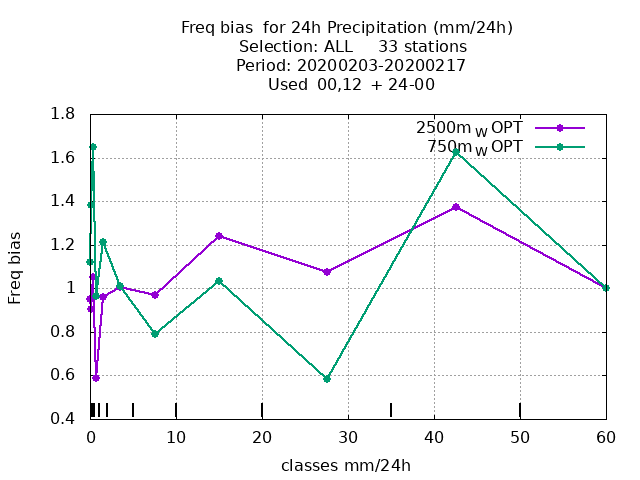 Freq bias  for 24h Precipitation (mm/24h)
Selection: ALL     33 stations
Period: 20200203-20200217
Used  00,12  + 24-00
2500m W OPT
750m W OPT
1.8
1.6
1.4
1.2
1
0.8
0.6
0.4
Freq bias
0 10 20 30 40 50 60
classes mm/24h